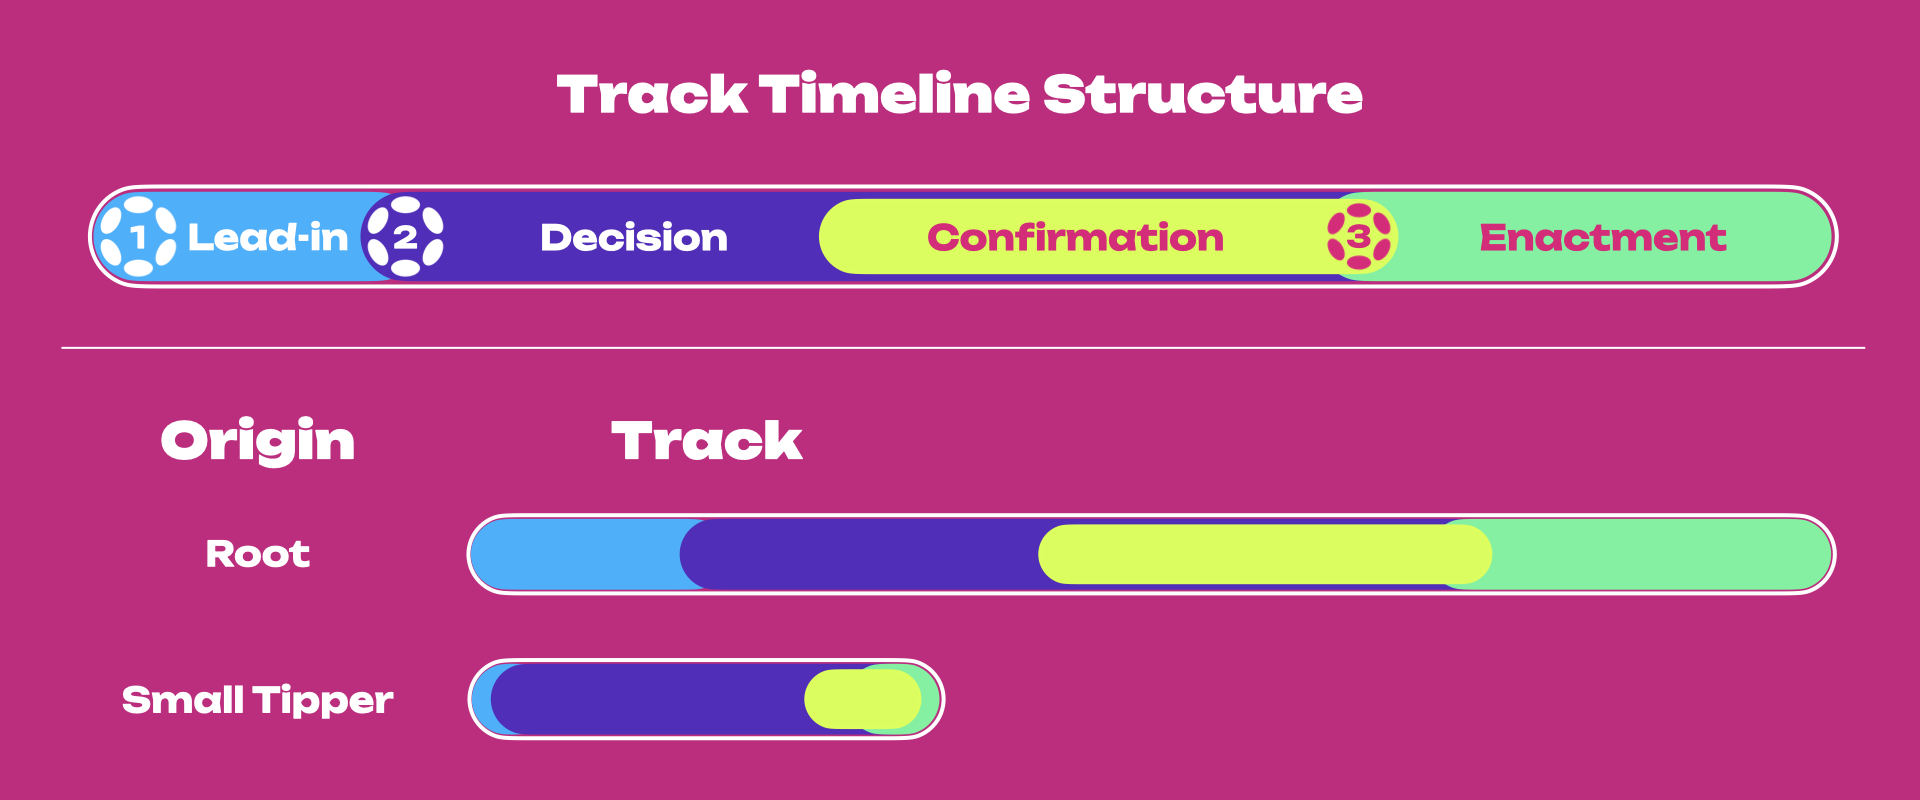 Track Timeline Structure
1 Lead-in 2 Decision Confirmation 3 Enactment
Origin Track
Root
Small Tipper